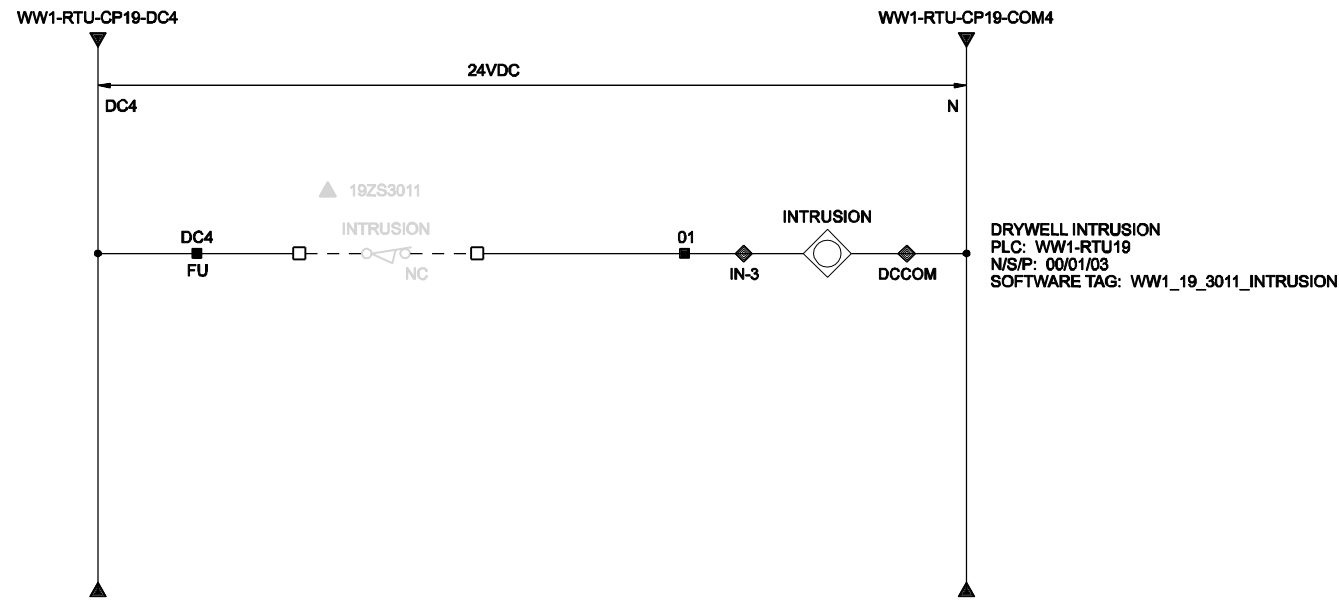 WW1-RTU-CP19-DC4
WW1-RTU-CP19-COM4
24VDC
DC4
N
19ZS3011
INTRUSION
NC
DC4
FU
01
IN-3
INTRUSION
DCCOM
DRYWELL INTRUSION
PLC: WW1-RTU19
N/S/P: 00/01/03
SOFTWARE TAG: WW1_19_3011_INTRUSION